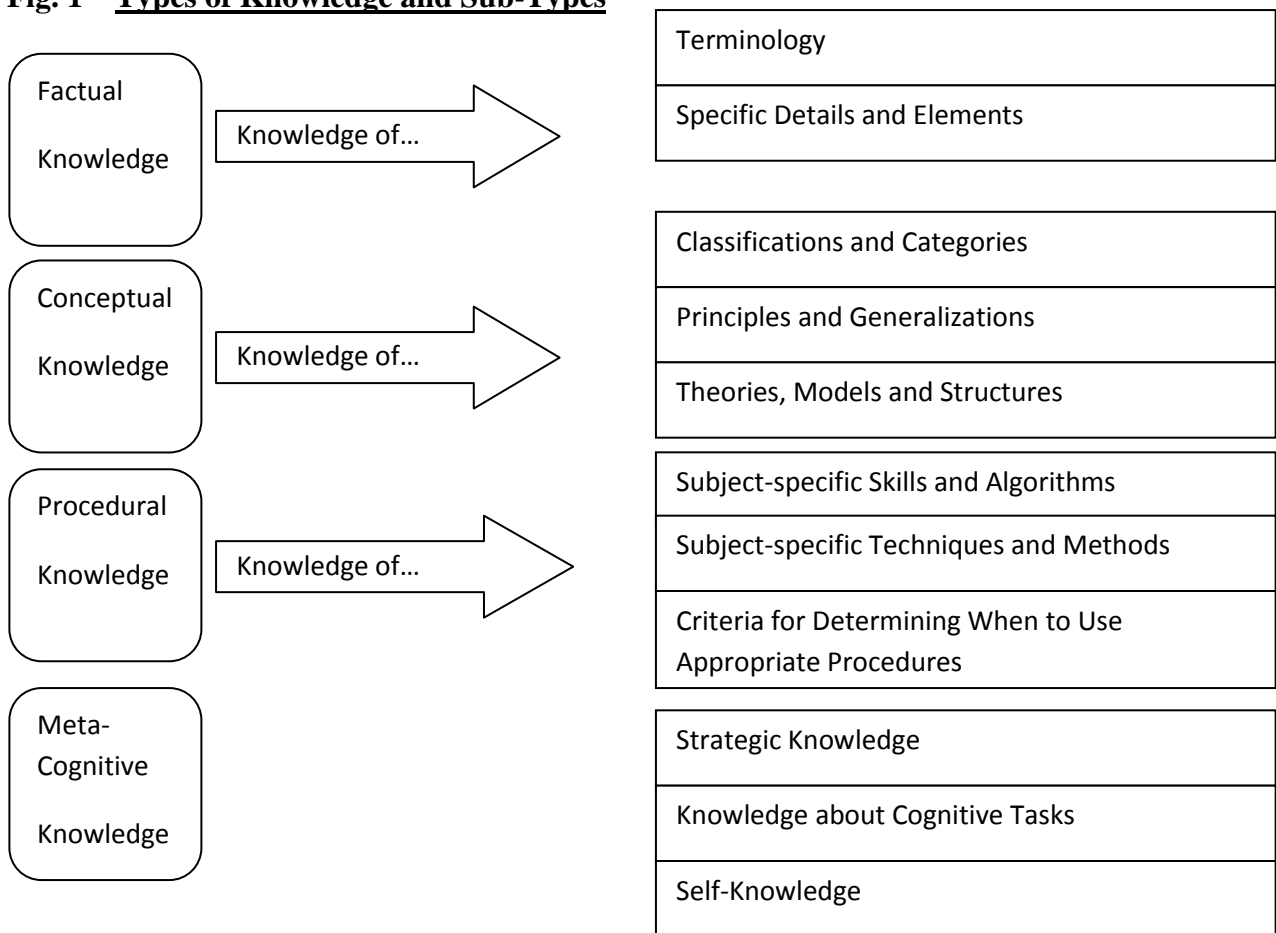 Fig. 1 Types of Knowledge and Sub-Types
Factual
Knowledge
Knowledge of...
Terminology
Specific Details and Elements
Conceptual
Knowledge
Knowledge of...
Classifications and Categories
Principles and Generalizations
Theories, Models and Structures
Procedural
Knowledge
Knowledge of...
Subject-specific Skills and Algorithms
Subject-specific Techniques and Methods
Criteria for Determining When to Use
Appropriate Procedures
Meta-
Cognitive
Knowledge
Strategic Knowledge
Knowledge about Cognitive Tasks
Self-Knowledge